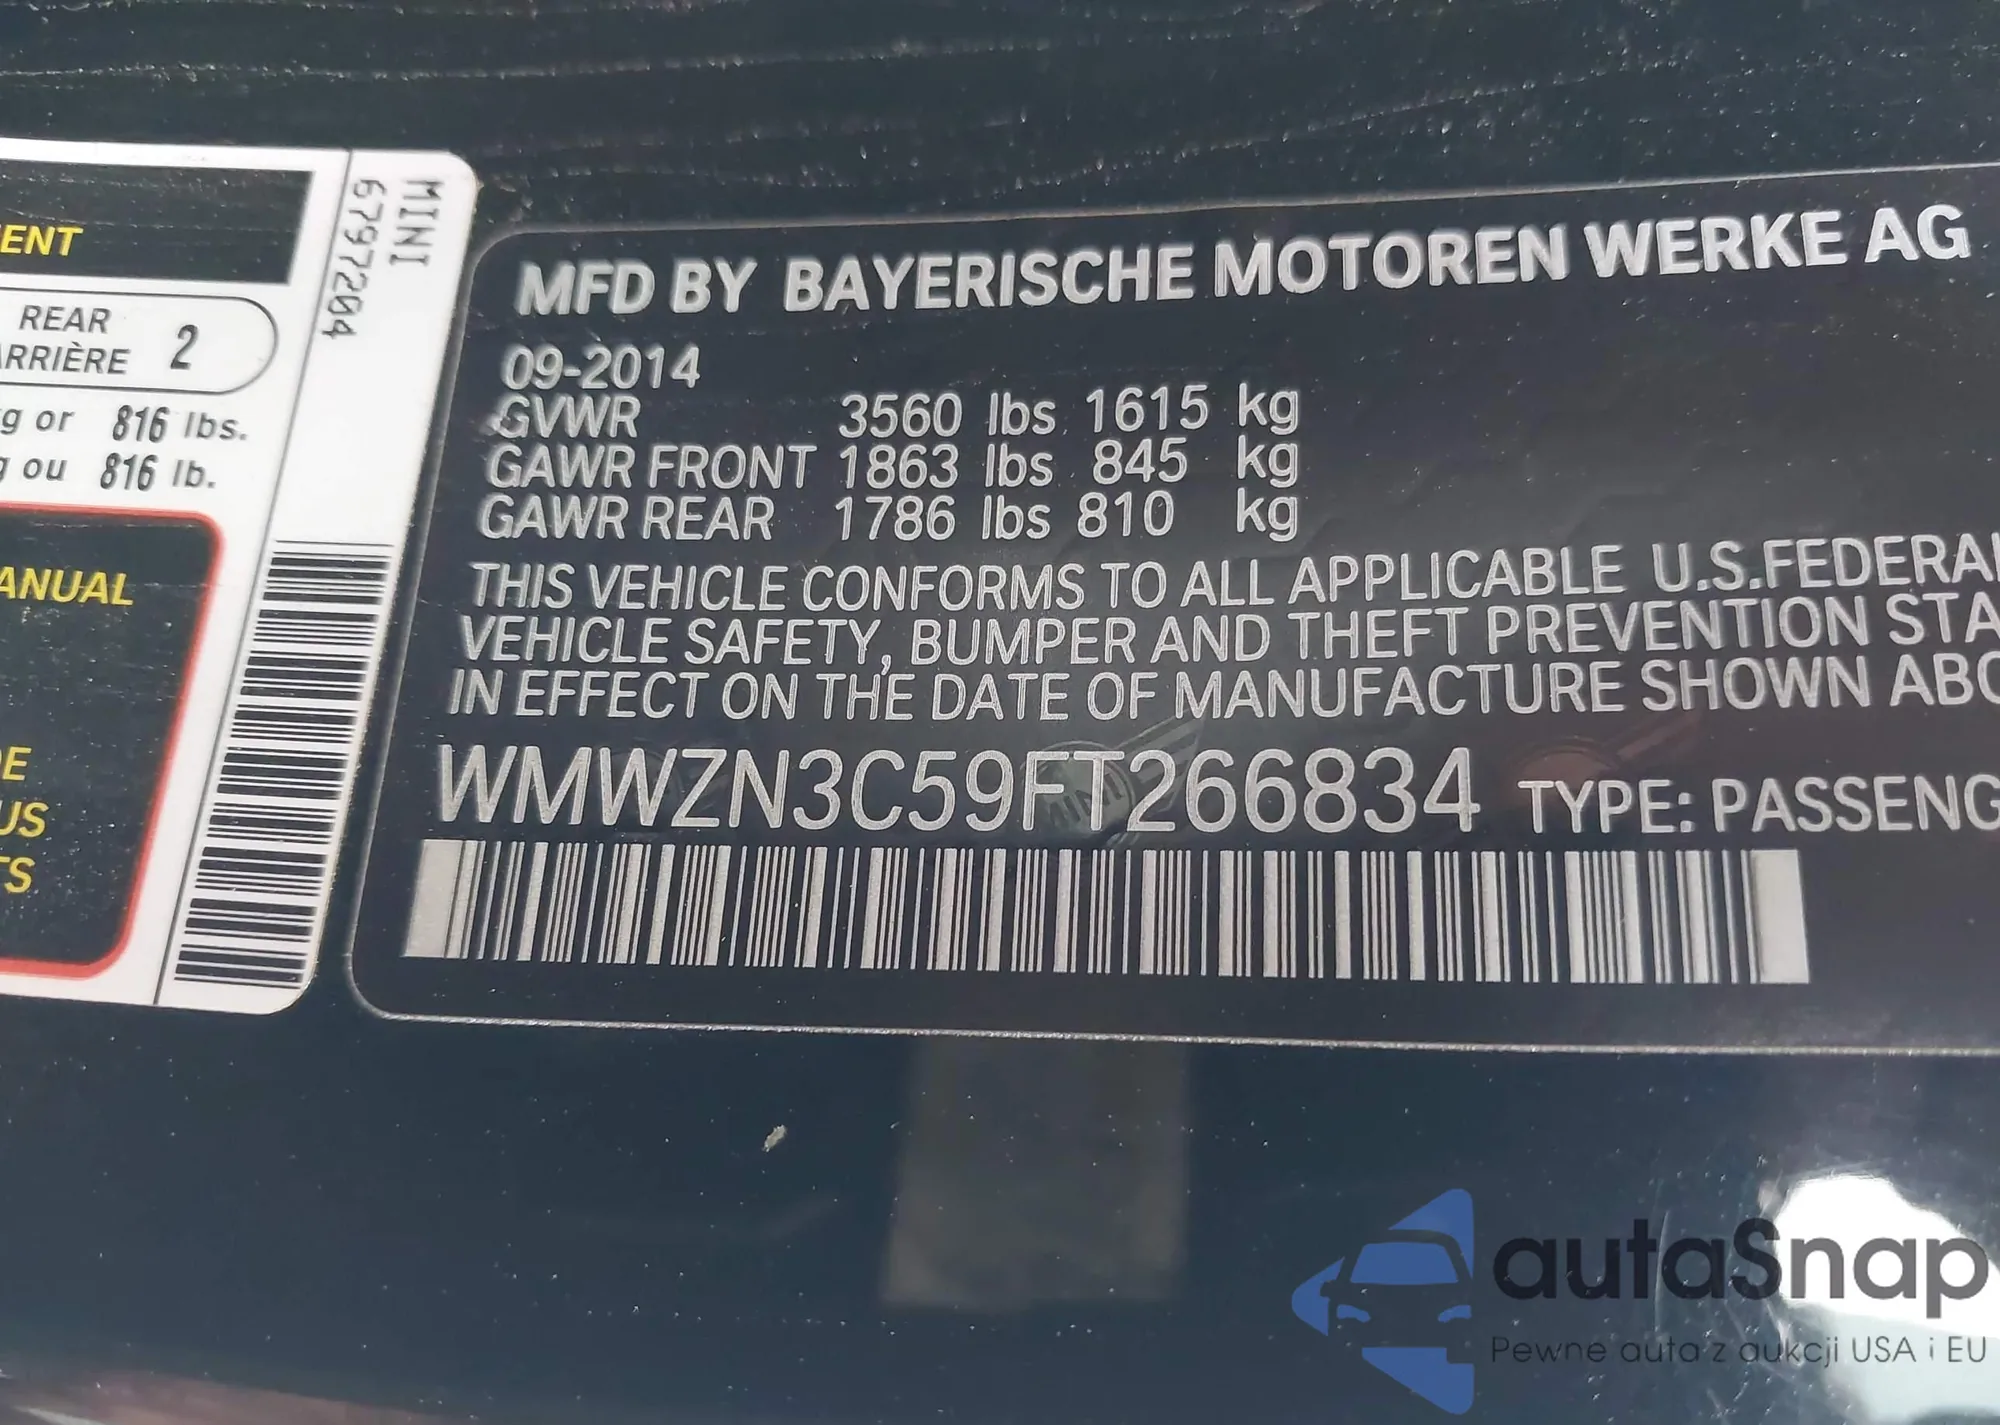 ENT
REAR
ARRIÈRE 2
g or 816 lbs.
g ou 816 lb.
ANUAL
DE
US
TS
MINI
6797204
MFD BY BAYERISCHE MOTOREN WERKE AG
09-2014
GVWR 3560 lbs 1615 kg
GAWR FRONT 1863 lbs 845 kg
GAWR REAR 1786 lbs 810 kg
THIS VEHICLE CONFORMS TO ALL APPLICABLE U.S.FEDERAL
VEHICLE SAFETY, BUMPER AND THEFT PREVENTION STA
IN EFFECT ON THE DATE OF MANUFACTURE SHOWN ABO
WMWZN3C59FT266834 TYPE: PASSENG
MINI
autaSnap
Pewne auta z aukcji USA i EU